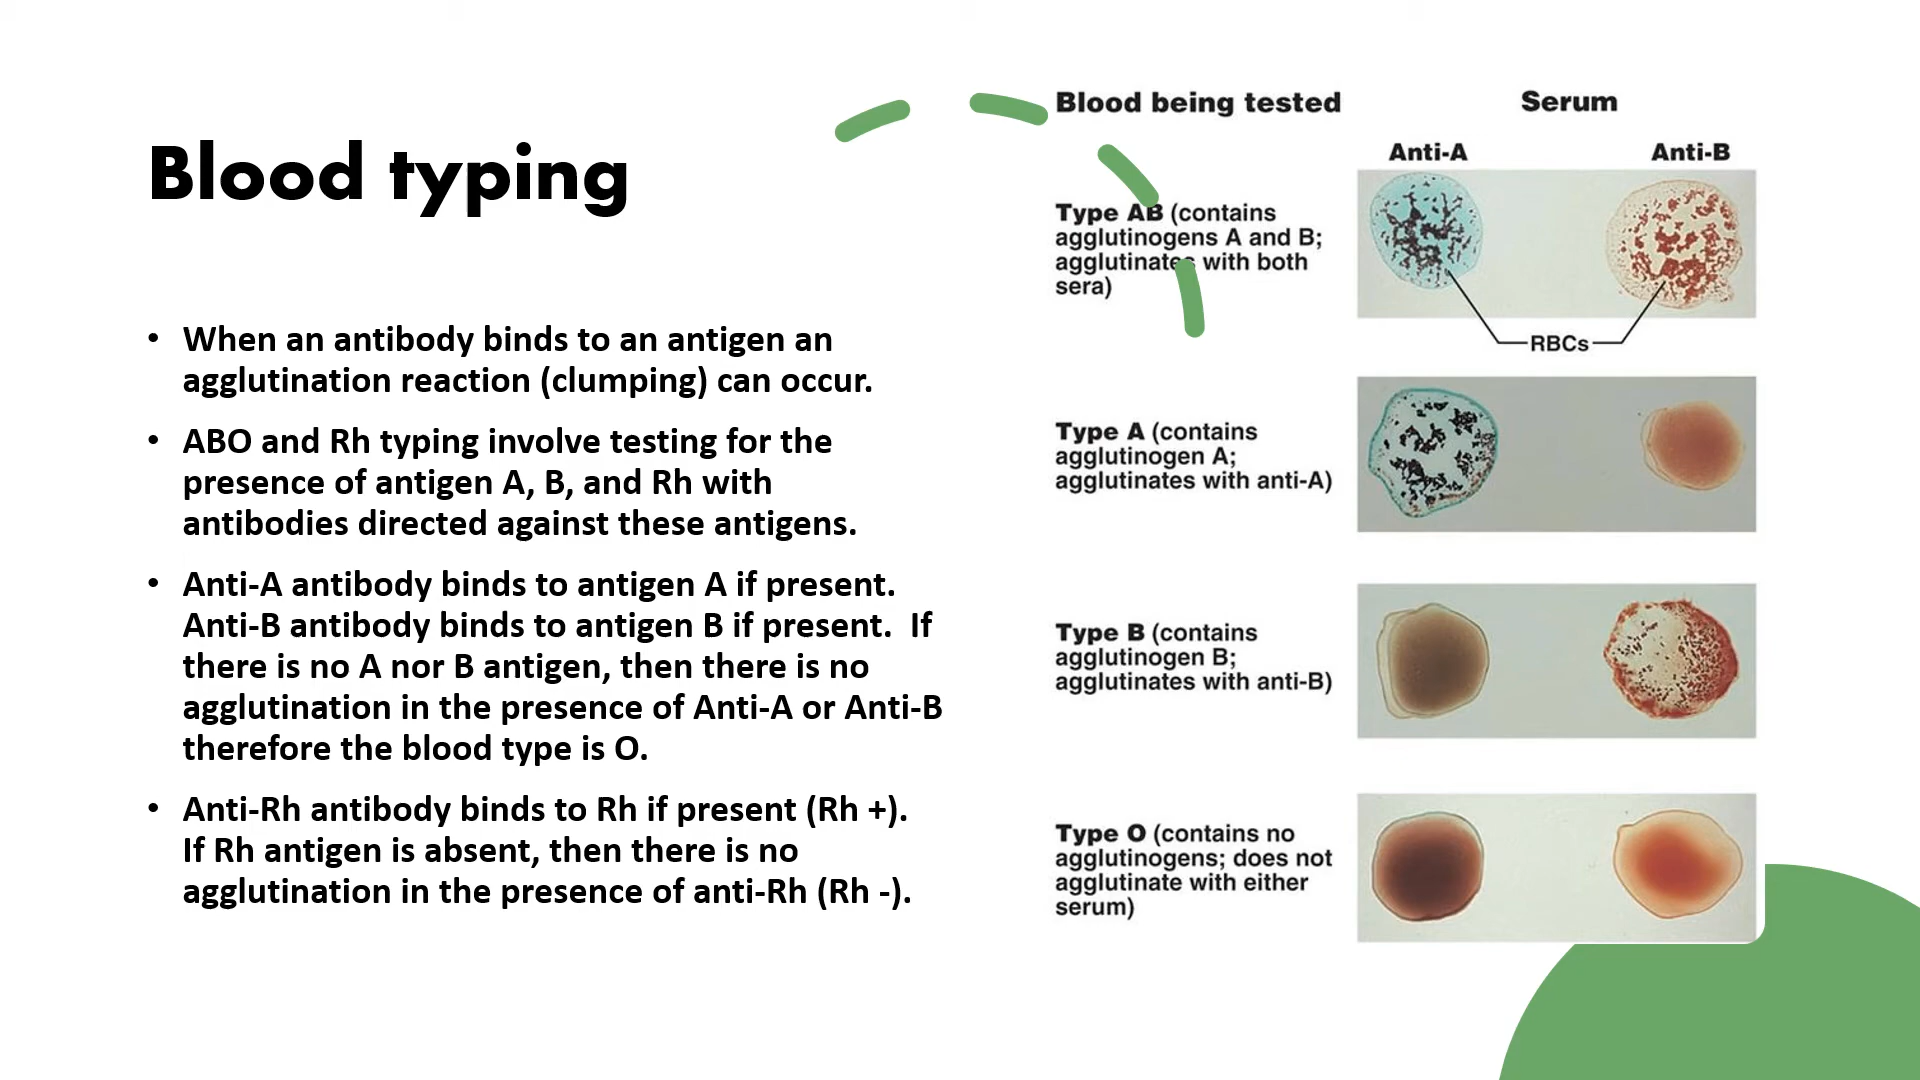 Blood typing
• When an antibody binds to an antigen an
agglutination reaction (clumping) can occur.
• ABO and Rh typing involve testing for the
presence of antigen A, B, and Rh with
antibodies directed against these antigens.
• Anti-A antibody binds to antigen A if present.
Anti-B antibody binds to antigen B if present.  If
there is no A nor B antigen, then there is no
agglutination in the presence of Anti-A or Anti-B
therefore the blood type is O.
• Anti-Rh antibody binds to Rh if present (Rh +).
If Rh antigen is absent, then there is no
agglutination in the presence of anti-Rh (Rh -).
Blood being tested
Serum
Anti-A
Anti-B
Type AB (contains
agglutinogens A and B;
agglutinates with both
sera)
RBCs
Type A (contains
agglutinogen A;
agglutinates with anti-A)
Type B (contains
agglutinogen B;
agglutinates with anti-B)
Type O (contains no
agglutinogens; does not
agglutinate with either
serum)